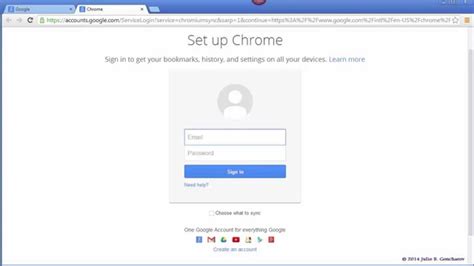 Google
Chrome
https://accounts.google.com/ServiceLogin?service=chromiumsync&sarp=1&continue=https%3A%2F%2Fwww.google.com%2Fintl%2Fen-US%2Fchrome%2F
Set up Chrome
Sign in to get your bookmarks, history, and settings on all your devices. Learn more
Email
Password
Sign in
Need help?
Choose what to sync
One Google Account for everything Google
Create an account
© 2014 Julio B. Goncharov